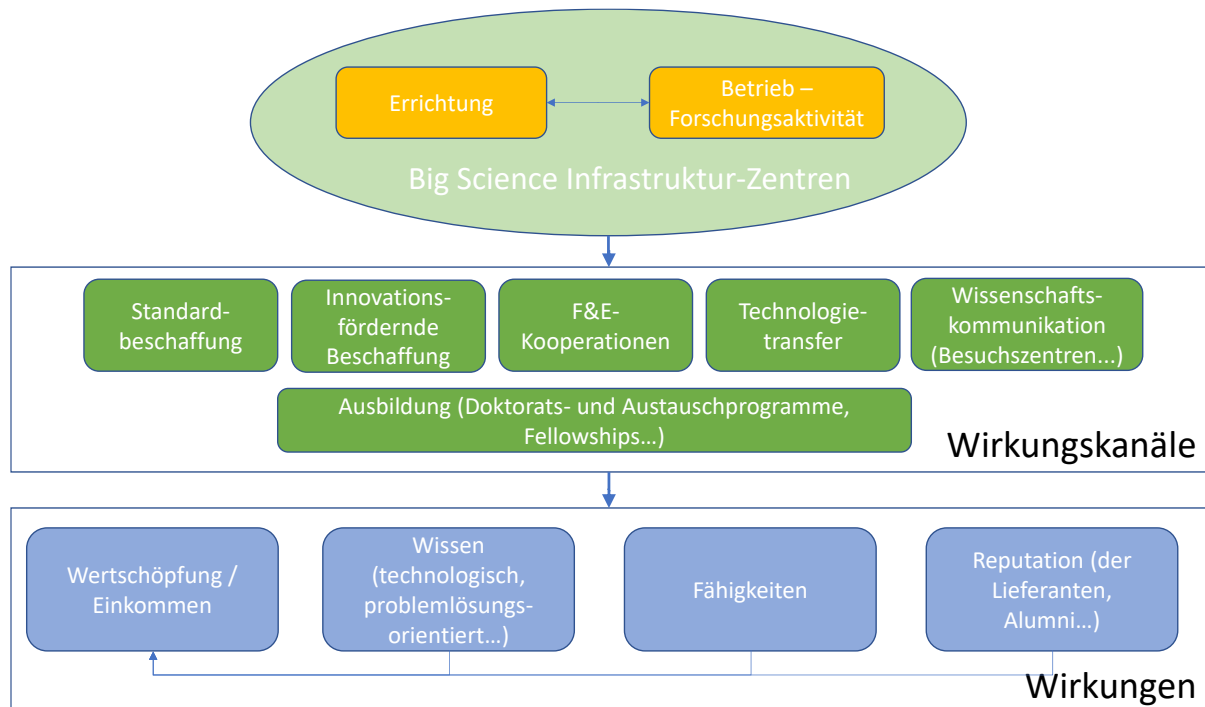 Errichtung
Betrieb –
Forschungsaktivität
Big Science Infrastruktur-Zentren
Standard-
beschaffung
Innovations-
fördernde
Beschaffung
F&E-
Kooperationen
Technologie-
transfer
Wissenschafts-
kommunikation
(Besuchszentren...)
Ausbildung (Doktorats- und Austauschprogramme,
Fellowships…)
Wirkungskanäle
Wertschöpfung /
Einkommen
Wissen
(technologisch,
problemlösungs-
orientiert…)
Fähigkeiten
Reputation (der
Lieferanten,
Alumni…)
Wirkungen